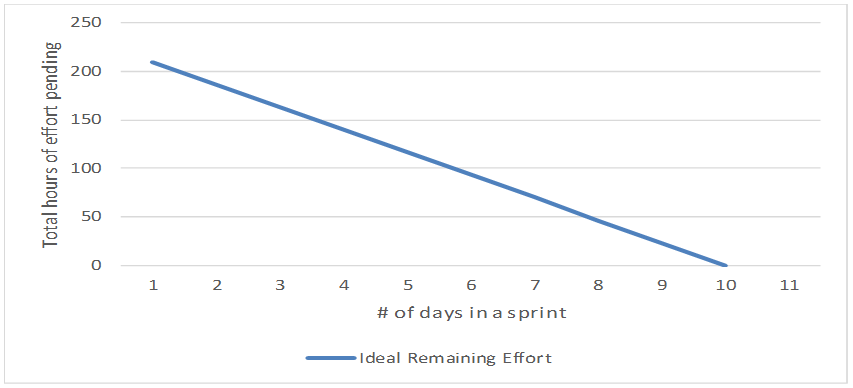 250
200
150
100
50
0
Total hours of effort pending
1 2 3 4 5 6 7 8 9 10 11
# of days in a sprint
Ideal Remaining Effort